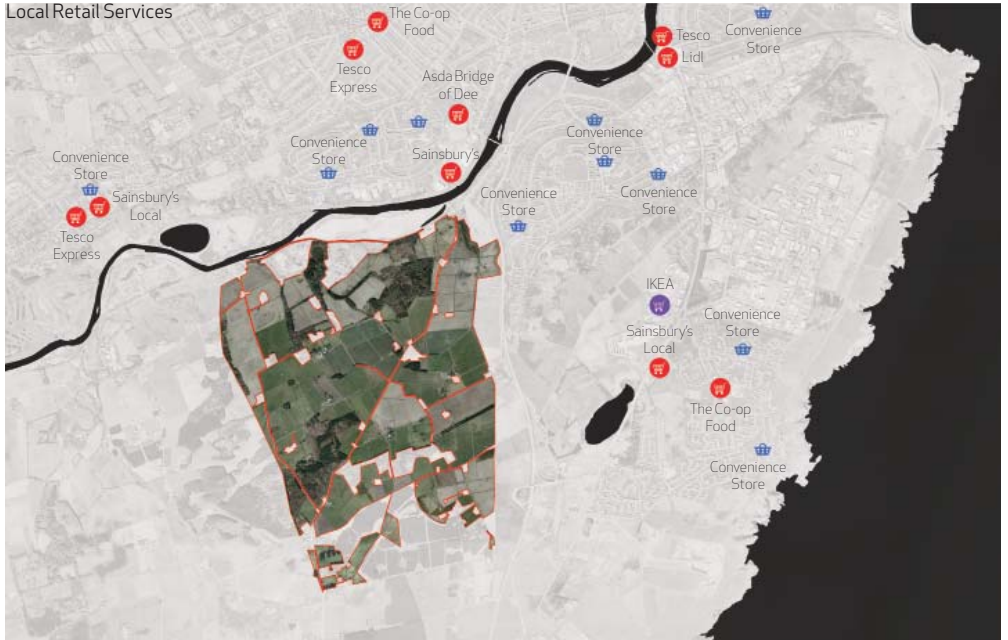 Local Retail Services
The Co-op
Food
Tesco
Express
Asda Bridge
of Dee
Tesco
Lidl
Convenience
Store
Convenience
Store
Sainsbury's
Convenience
Store
Convenience
Store
Convenience
Store
Sainsbury's
Local
Tesco
Express
Convenience
Store
IKEA
Sainsbury's
Local
Convenience
Store
The Co-op
Food
Convenience
Store